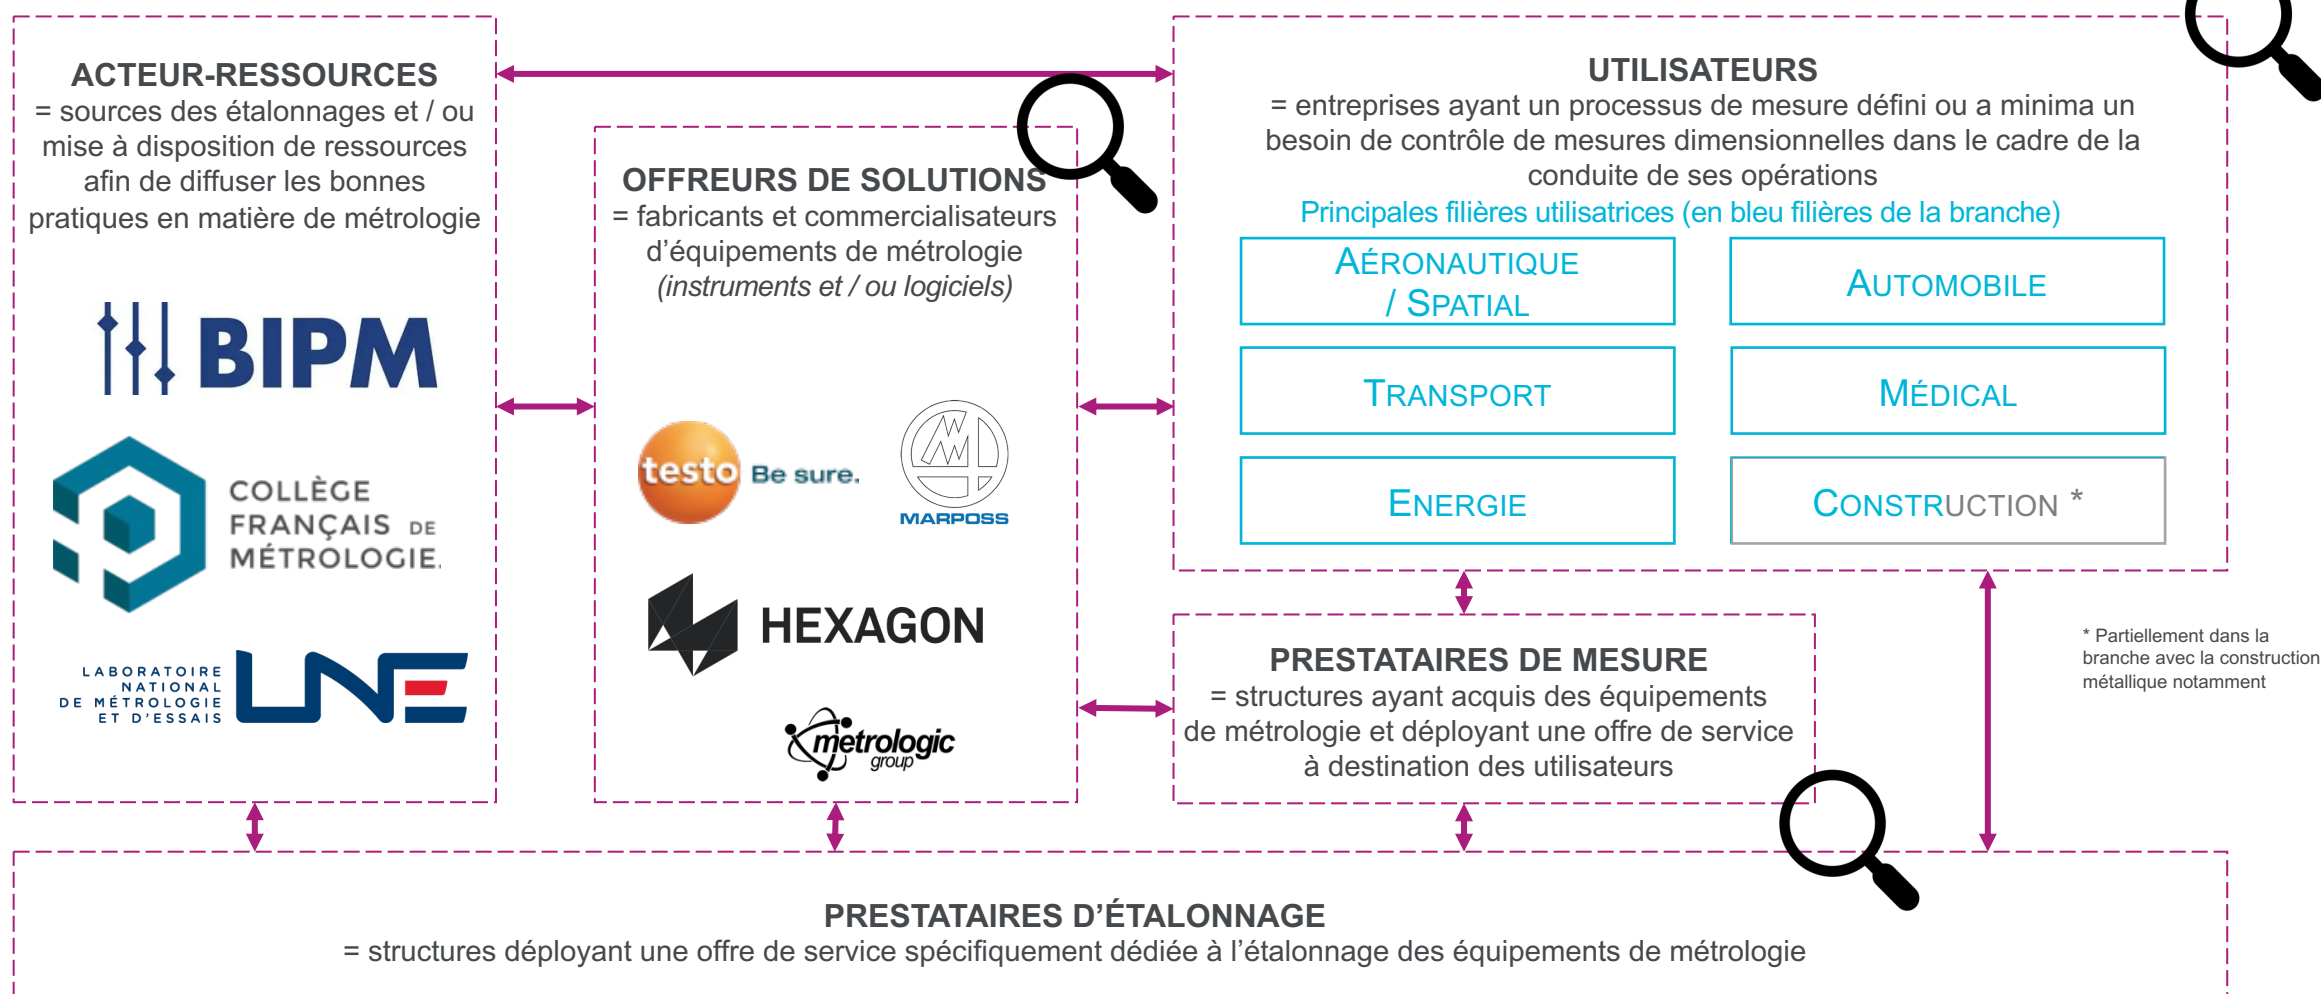 ACTEUR-RESSOURCES
= sources des étalonnages et / ou
mise à disposition de ressources
afin de diffuser les bonnes
pratiques en matière de métrologie
BIPM
COLLÈGE
FRANÇAIS DE
MÉTROLOGIE
LABORATOIRE
NATIONAL
DE MÉTROLOGIE
ET D'ESSAIS
LNE
OFFREURS DE SOLUTIONS
= fabricants et commercialisateurs
d’équipements de métrologie
(instruments et / ou logiciels)
testo Be sure.
MARPOSS
HEXAGON
metrologic
group
UTILISATEURS
= entreprises ayant un processus de mesure défini ou a minima un
besoin de contrôle de mesures dimensionnelles dans le cadre de la
conduite de ses opérations
Principales filières utilisatrices (en bleu filières de la branche)
AÉRONAUTIQUE
/ SPATIAL
AUTOMOBILE
TRANSPORT
MÉDICAL
ENERGIE
CONSTRUCTION *
* Partiellement dans la
branche avec la construction
métallique notamment
PRESTATAIRES DE MESURE
= structures ayant acquis des équipements
de métrologie et déployant une offre de service
à destination des utilisateurs
PRESTATAIRES D’ÉTALONNAGE
= structures déployant une offre de service spécifiquement dédiée à l’étalonnage des équipements de métrologie